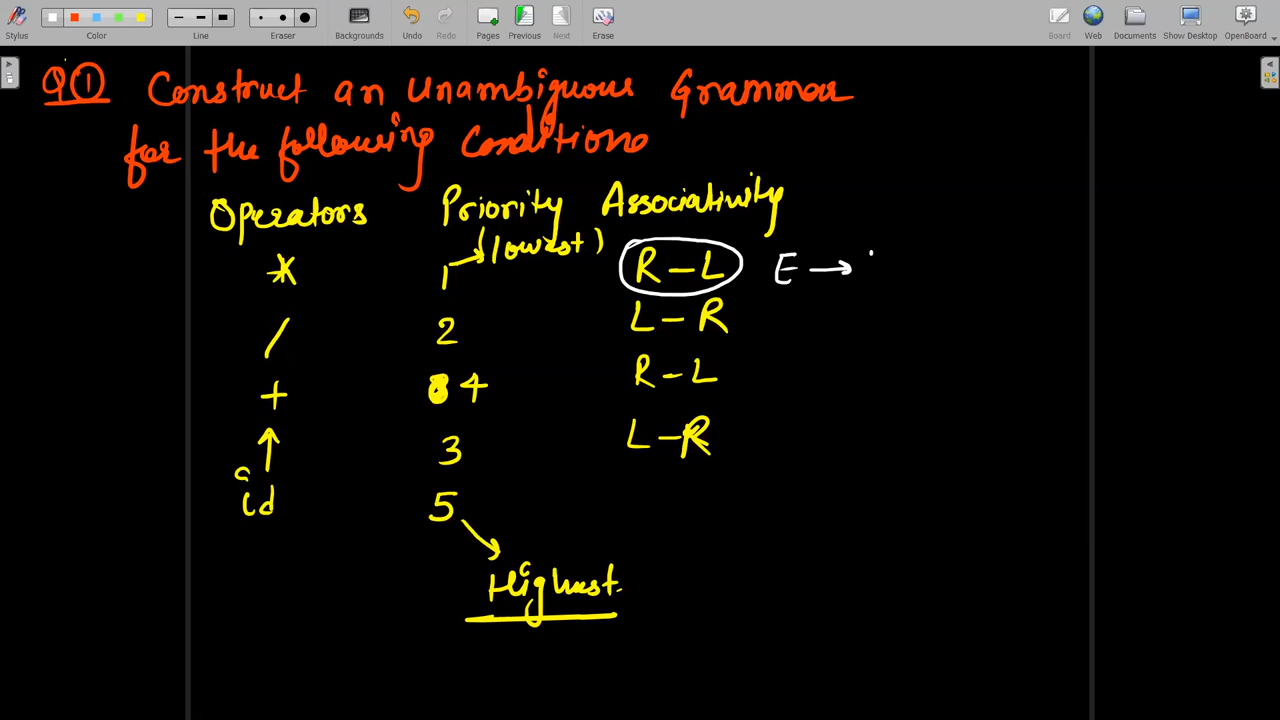 Stylus Color Line Eraser Backgrounds Undo Redo Pages Previous Next Erase Board Web Documents Show Desktop OpenBoard
Q① Construct an Unambiguous Grammar
for the following Conditions
Operators Priority Associativity
(lowest)
* 1 → R - L E →
/ 2 L - R
+ 4 R - L
↑ 3 L - R
id 5
Highest